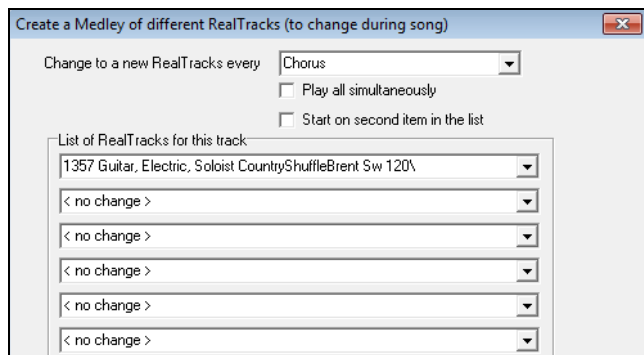 Create a Medley of different RealTracks (to change during song)
Change to a new RealTracks every Chorus
Play all simultaneously
Start on second item in the list
List of RealTracks for this track
1357 Guitar, Electric, Soloist CountryShuffleBrent Sw 120\
< no change >
< no change >
< no change >
< no change >
< no change >